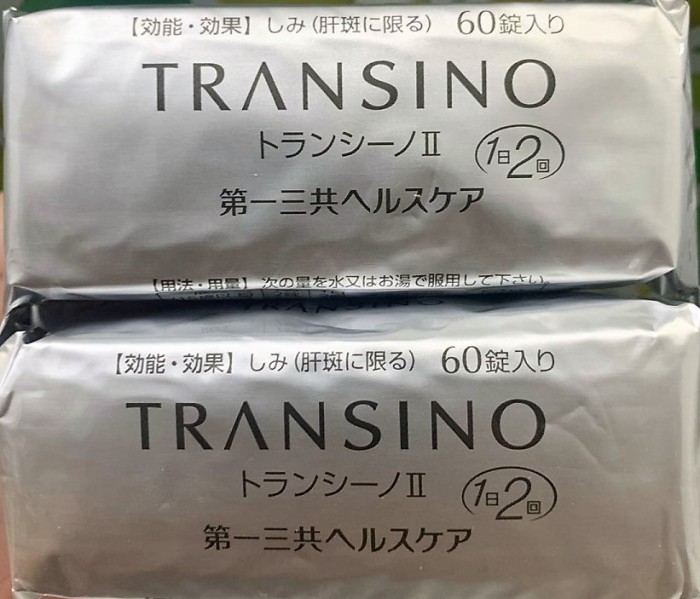 【効能・効果】しみ(肝斑に限る) 60錠入り
TRANSINO
トランシーノⅡ 1日2回
第一三共ヘルスケア
【用法・用量】次の量を水又はお湯で服用して下さい。
TRANSINO
【効能・効果】しみ(肝斑に限る) 60錠入り
TRANSINO
トランシーノⅡ 1日2回
第一三共ヘルスケア